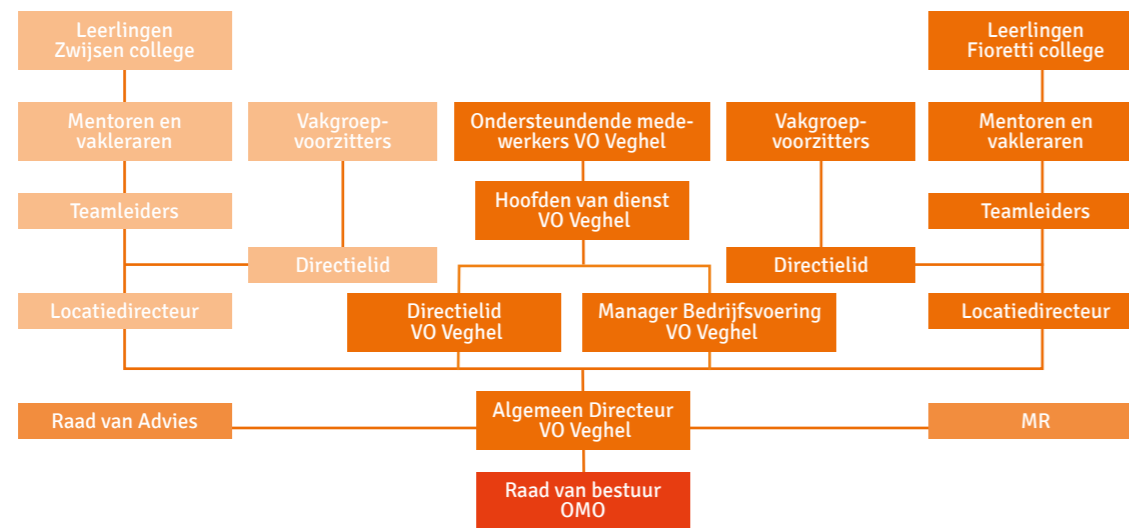 Leerlingen
Zwijsen college
Leerlingen
Fioretti college
Mentoren en
vakleraren
Vakgroep-
voorzitters
Ondersteundende mede-
werkers VO Veghel
Vakgroep-
voorzitters
Mentoren en
vakleraren
Teamleiders
Hoofden van dienst
VO Veghel
Teamleiders
Directielid
Directielid
Locatiedirecteur
Directielid
VO Veghel
Manager Bedrijfsvoering
VO Veghel
Locatiedirecteur
Raad van Advies
Algemeen Directeur
VO Veghel
MR
Raad van bestuur
OMO